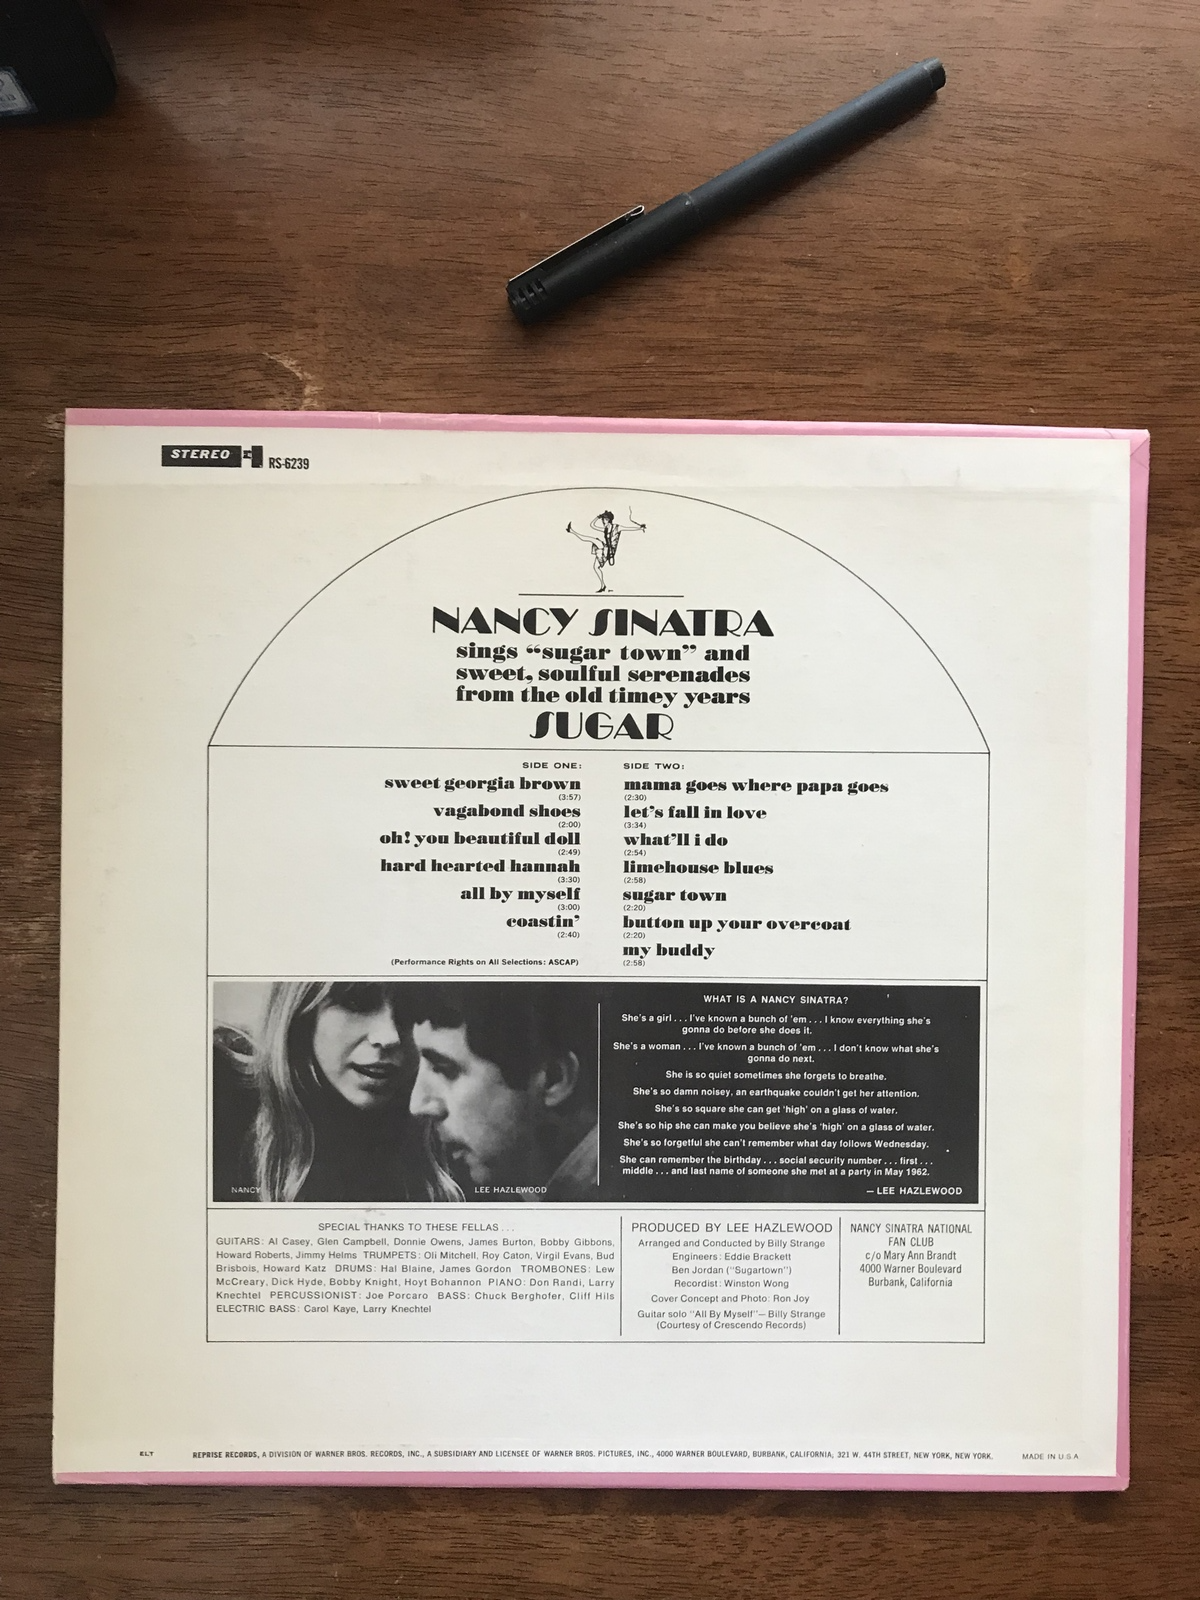 STEREO RS-6239
NANCY SINATRA
sings “sugar town” and
sweet, soulful serenades
from the old timey years
SUGAR
SIDE ONE:
sweet georgia brown
(3:57)
vagabond shoes
(2:00)
oh! you beautiful doll
(2:49)
hard hearted hannah
(3:30)
all by myself
(3:00)
coastin’
(2:40)
(Performance Rights on All Selections: ASCAP)
SIDE TWO:
mama goes where papa goes
(2:30)
let’s fall in love
(3:34)
what’ll i do
(2:54)
limehouse blues
(2:58)
sugar town
(2:20)
button up your overcoat
(2:20)
my buddy
(2:58)
NANCY
LEE HAZLEWOOD
WHAT IS A NANCY SINATRA?
She’s a girl . . . I’ve known a bunch of ’em . . . I know everything she’s
gonna do before she does it.
She’s a woman . . . I’ve known a bunch of ’em . . . I don’t know what she’s
gonna do next.
She is so quiet sometimes she forgets to breathe.
She’s so damn noisey, an earthquake couldn’t get her attention.
She’s so square she can get ‘high’ on a glass of water.
She’s so hip she can make you believe she’s ‘high’ on a glass of water.
She’s so forgetful she can’t remember what day follows Wednesday.
She can remember the birthday . . . social security number . . . first . . .
middle . . . and last name of someone she met at a party in May 1962.
— LEE HAZLEWOOD
SPECIAL THANKS TO THESE FELLAS . . .
GUITARS: Al Casey, Glen Campbell, Donnie Owens, James Burton, Bobby Gibbons,
Howard Roberts, Jimmy Helms TRUMPETS: Oli Mitchell, Roy Caton, Virgil Evans, Bud
Brisbois, Howard Katz DRUMS: Hal Blaine, James Gordon TROMBONES: Lew
McCreary, Dick Hyde, Bobby Knight, Hoyt Bohannon PIANO: Don Randi, Larry
Knechtel PERCUSSIONIST: Joe Porcaro BASS: Chuck Berghofer, Cliff Hils
ELECTRIC BASS: Carol Kaye, Larry Knechtel
PRODUCED BY LEE HAZLEWOOD
Arranged and Conducted by Billy Strange
Engineers: Eddie Brackett
Ben Jordan (“Sugartown”)
Recordist: Winston Wong
Cover Concept and Photo: Ron Joy
Guitar solo “All By Myself”—Billy Strange
(Courtesy of Crescendo Records)
NANCY SINATRA NATIONAL
FAN CLUB
c/o Mary Ann Brandt
4000 Warner Boulevard
Burbank, California
ELT REPRISE RECORDS, A DIVISION OF WARNER BROS. RECORDS, INC., A SUBSIDIARY AND LICENSEE OF WARNER BROS. PICTURES, INC., 4000 WARNER BOULEVARD, BURBANK, CALIFORNIA, 321 W. 44TH STREET, NEW YORK, NEW YORK. MADE IN U.S.A